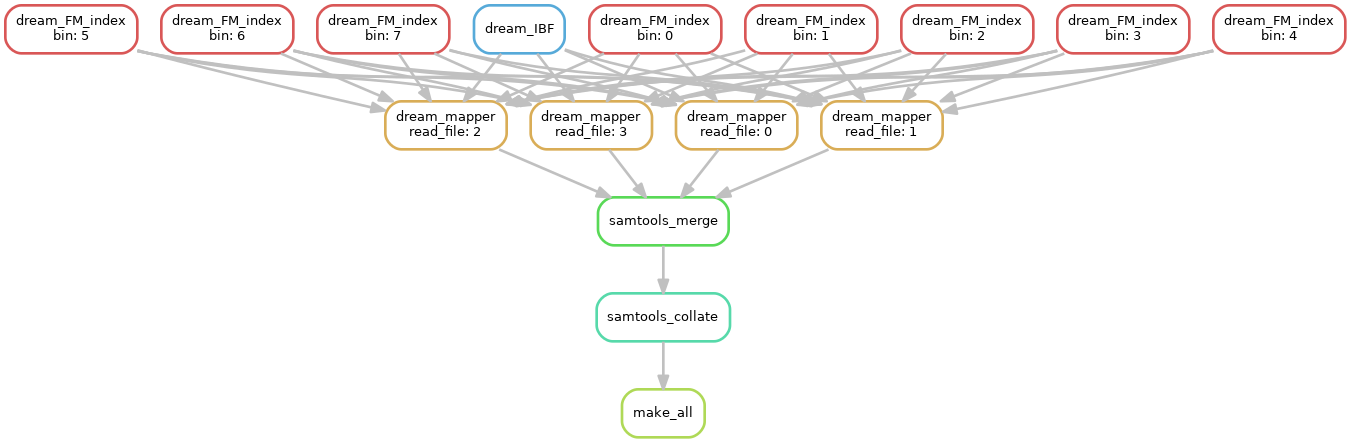 dream_FM_index
bin: 5
dream_FM_index
bin: 6
dream_FM_index
bin: 7
dream_IBF
dream_FM_index
bin: 0
dream_FM_index
bin: 1
dream_FM_index
bin: 2
dream_FM_index
bin: 3
dream_FM_index
bin: 4
dream_mapper
read_file: 2
dream_mapper
read_file: 3
dream_mapper
read_file: 0
dream_mapper
read_file: 1
samtools_merge
samtools_collate
make_all